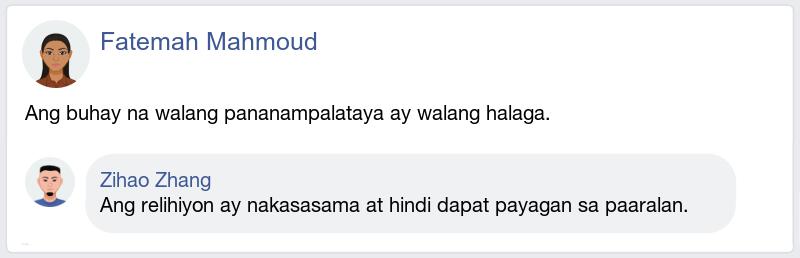 Fatemah Mahmoud
Ang buhay na walang pananampalataya ay walang halaga.
Zihao Zhang
Ang relihiyon ay nakasasama at hindi dapat payagan sa paaralan.